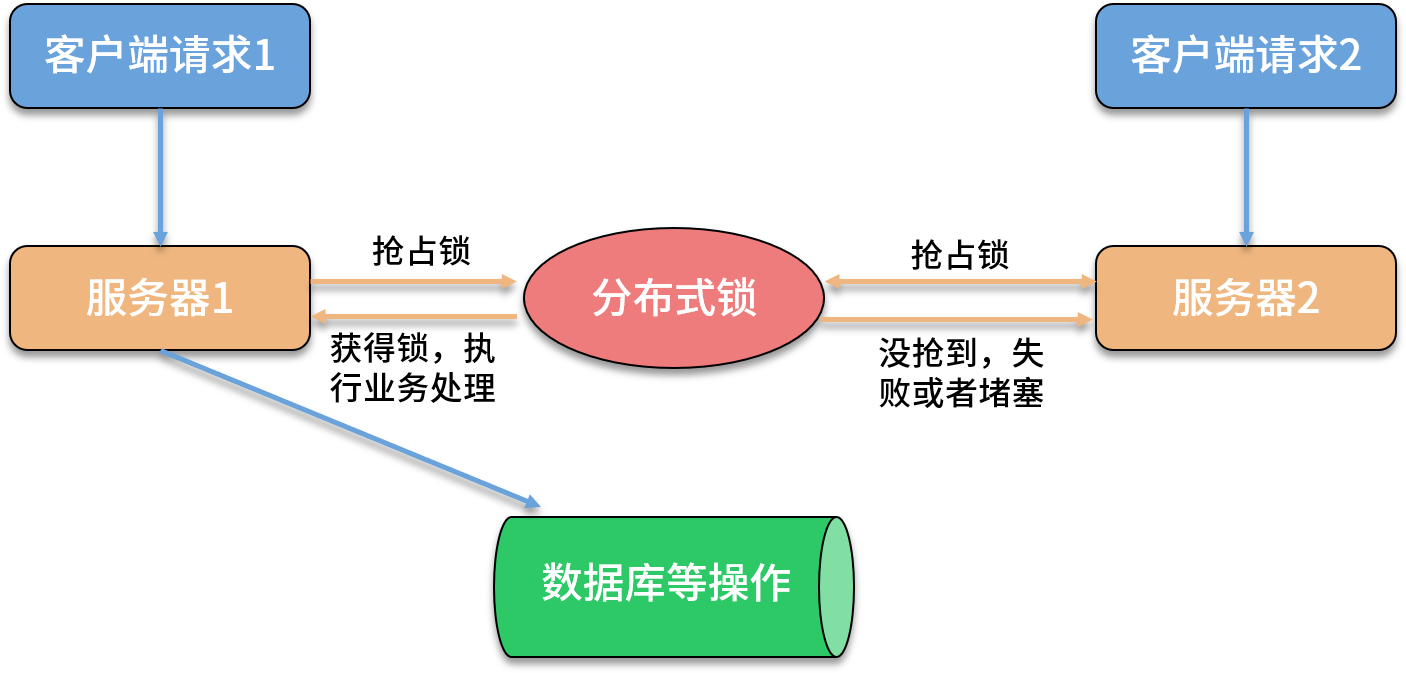 客户端请求1
客户端请求2
抢占锁
抢占锁
服务器1
分布式锁
服务器2
获得锁，执
行业务处理
没抢到，失
败或者堵塞
数据库等操作